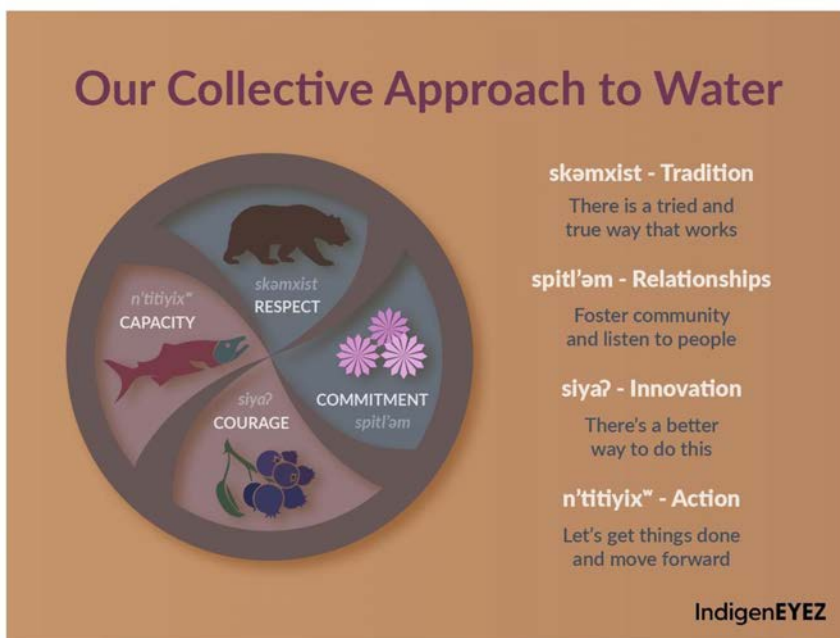 Our Collective Approach to Water
skəmxist
RESPECT
n'titiyixʷ
CAPACITY
COMMITMENT
spitl'əm
siyaʔ
COURAGE
skəmxist - Tradition
There is a tried and
true way that works
spitl'əm - Relationships
Foster community
and listen to people
siyaʔ - Innovation
There's a better
way to do this
n'titiyixʷ - Action
Let's get things done
and move forward
IndigenEYEZ